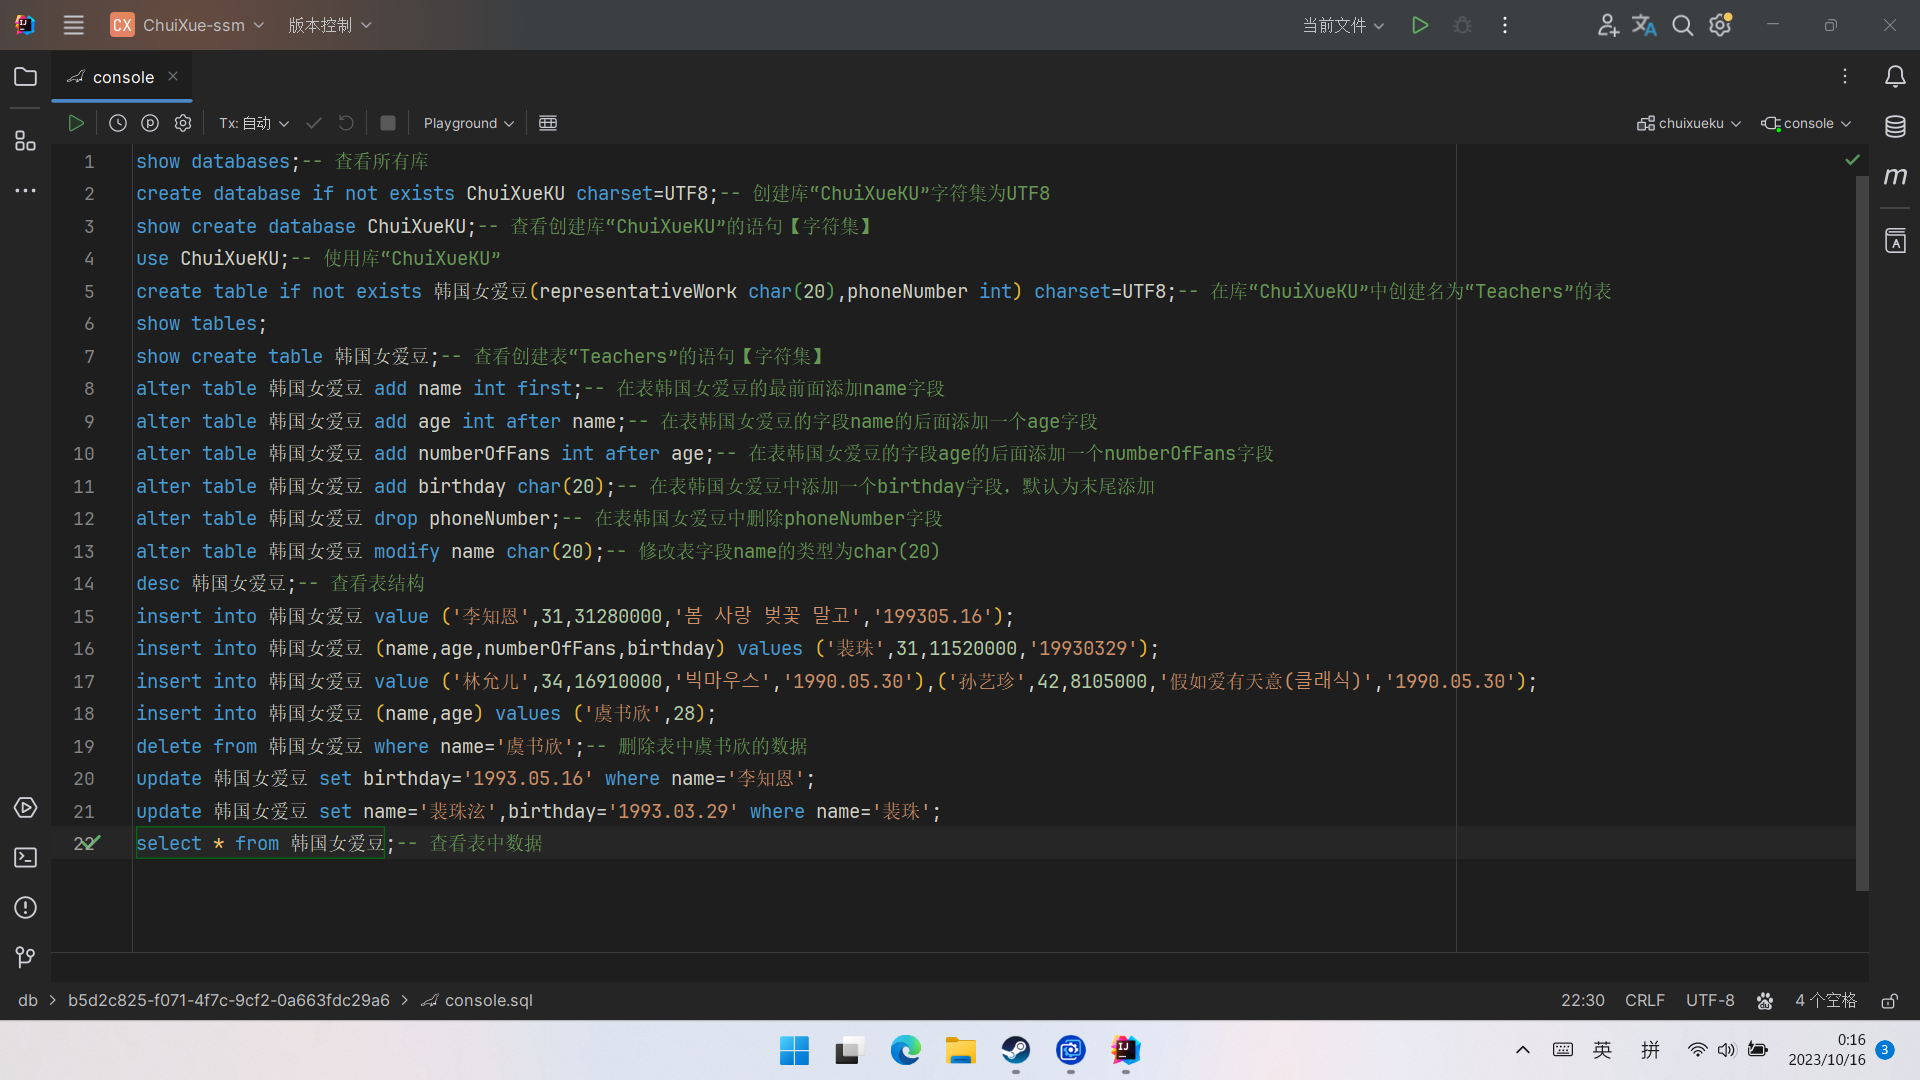 CX ChuiXue-ssm 版本控制 当前文件
console
Tx: 自动 Playground chuixueku console
1 show databases;-- 查看所有库
2 create database if not exists ChuiXueKU charset=UTF8;-- 创建库“ChuiXueKU”字符集为UTF8
3 show create database ChuiXueKU;-- 查看创建库“ChuiXueKU”的语句【字符集】
4 use ChuiXueKU;-- 使用库“ChuiXueKU”
5 create table if not exists 韩国女爱豆(representativeWork char(20),phoneNumber int) charset=UTF8;-- 在库“ChuiXueKU”中创建名为“Teachers”的表
6 show tables;
7 show create table 韩国女爱豆;-- 查看创建表“Teachers”的语句【字符集】
8 alter table 韩国女爱豆 add name int first;-- 在表韩国女爱豆的最前面添加name字段
9 alter table 韩国女爱豆 add age int after name;-- 在表韩国女爱豆的字段name的后面添加一个age字段
10 alter table 韩国女爱豆 add numberOfFans int after age;-- 在表韩国女爱豆的字段age的后面添加一个numberOfFans字段
11 alter table 韩国女爱豆 add birthday char(20);-- 在表韩国女爱豆中添加一个birthday字段，默认为末尾添加
12 alter table 韩国女爱豆 drop phoneNumber;-- 在表韩国女爱豆中删除phoneNumber字段
13 alter table 韩国女爱豆 modify name char(20);-- 修改表字段name的类型为char(20)
14 desc 韩国女爱豆;-- 查看表结构
15 insert into 韩国女爱豆 value ('李知恩',31,31280000,'봄 사랑 벚꽃 말고','199305.16');
16 insert into 韩国女爱豆 (name,age,numberOfFans,birthday) values ('裴珠',31,11520000,'19930329');
17 insert into 韩国女爱豆 value ('林允儿',34,16910000,'빅마우스','1990.05.30'),('孙艺珍',42,8105000,'假如爱有天意(클래식)','1990.05.30');
18 insert into 韩国女爱豆 (name,age) values ('虞书欣',28);
19 delete from 韩国女爱豆 where name='虞书欣';-- 删除表中虞书欣的数据
20 update 韩国女爱豆 set birthday='1993.05.16' where name='李知恩';
21 update 韩国女爱豆 set name='裴珠泫',birthday='1993.03.29' where name='裴珠';
22 select * from 韩国女爱豆;-- 查看表中数据
db b5d2c825-f071-4f7c-9cf2-0a663fdc29a6 console.sql 22:30 CRLF UTF-8 4 个空格
英 拼 0:16
2023/10/16 3